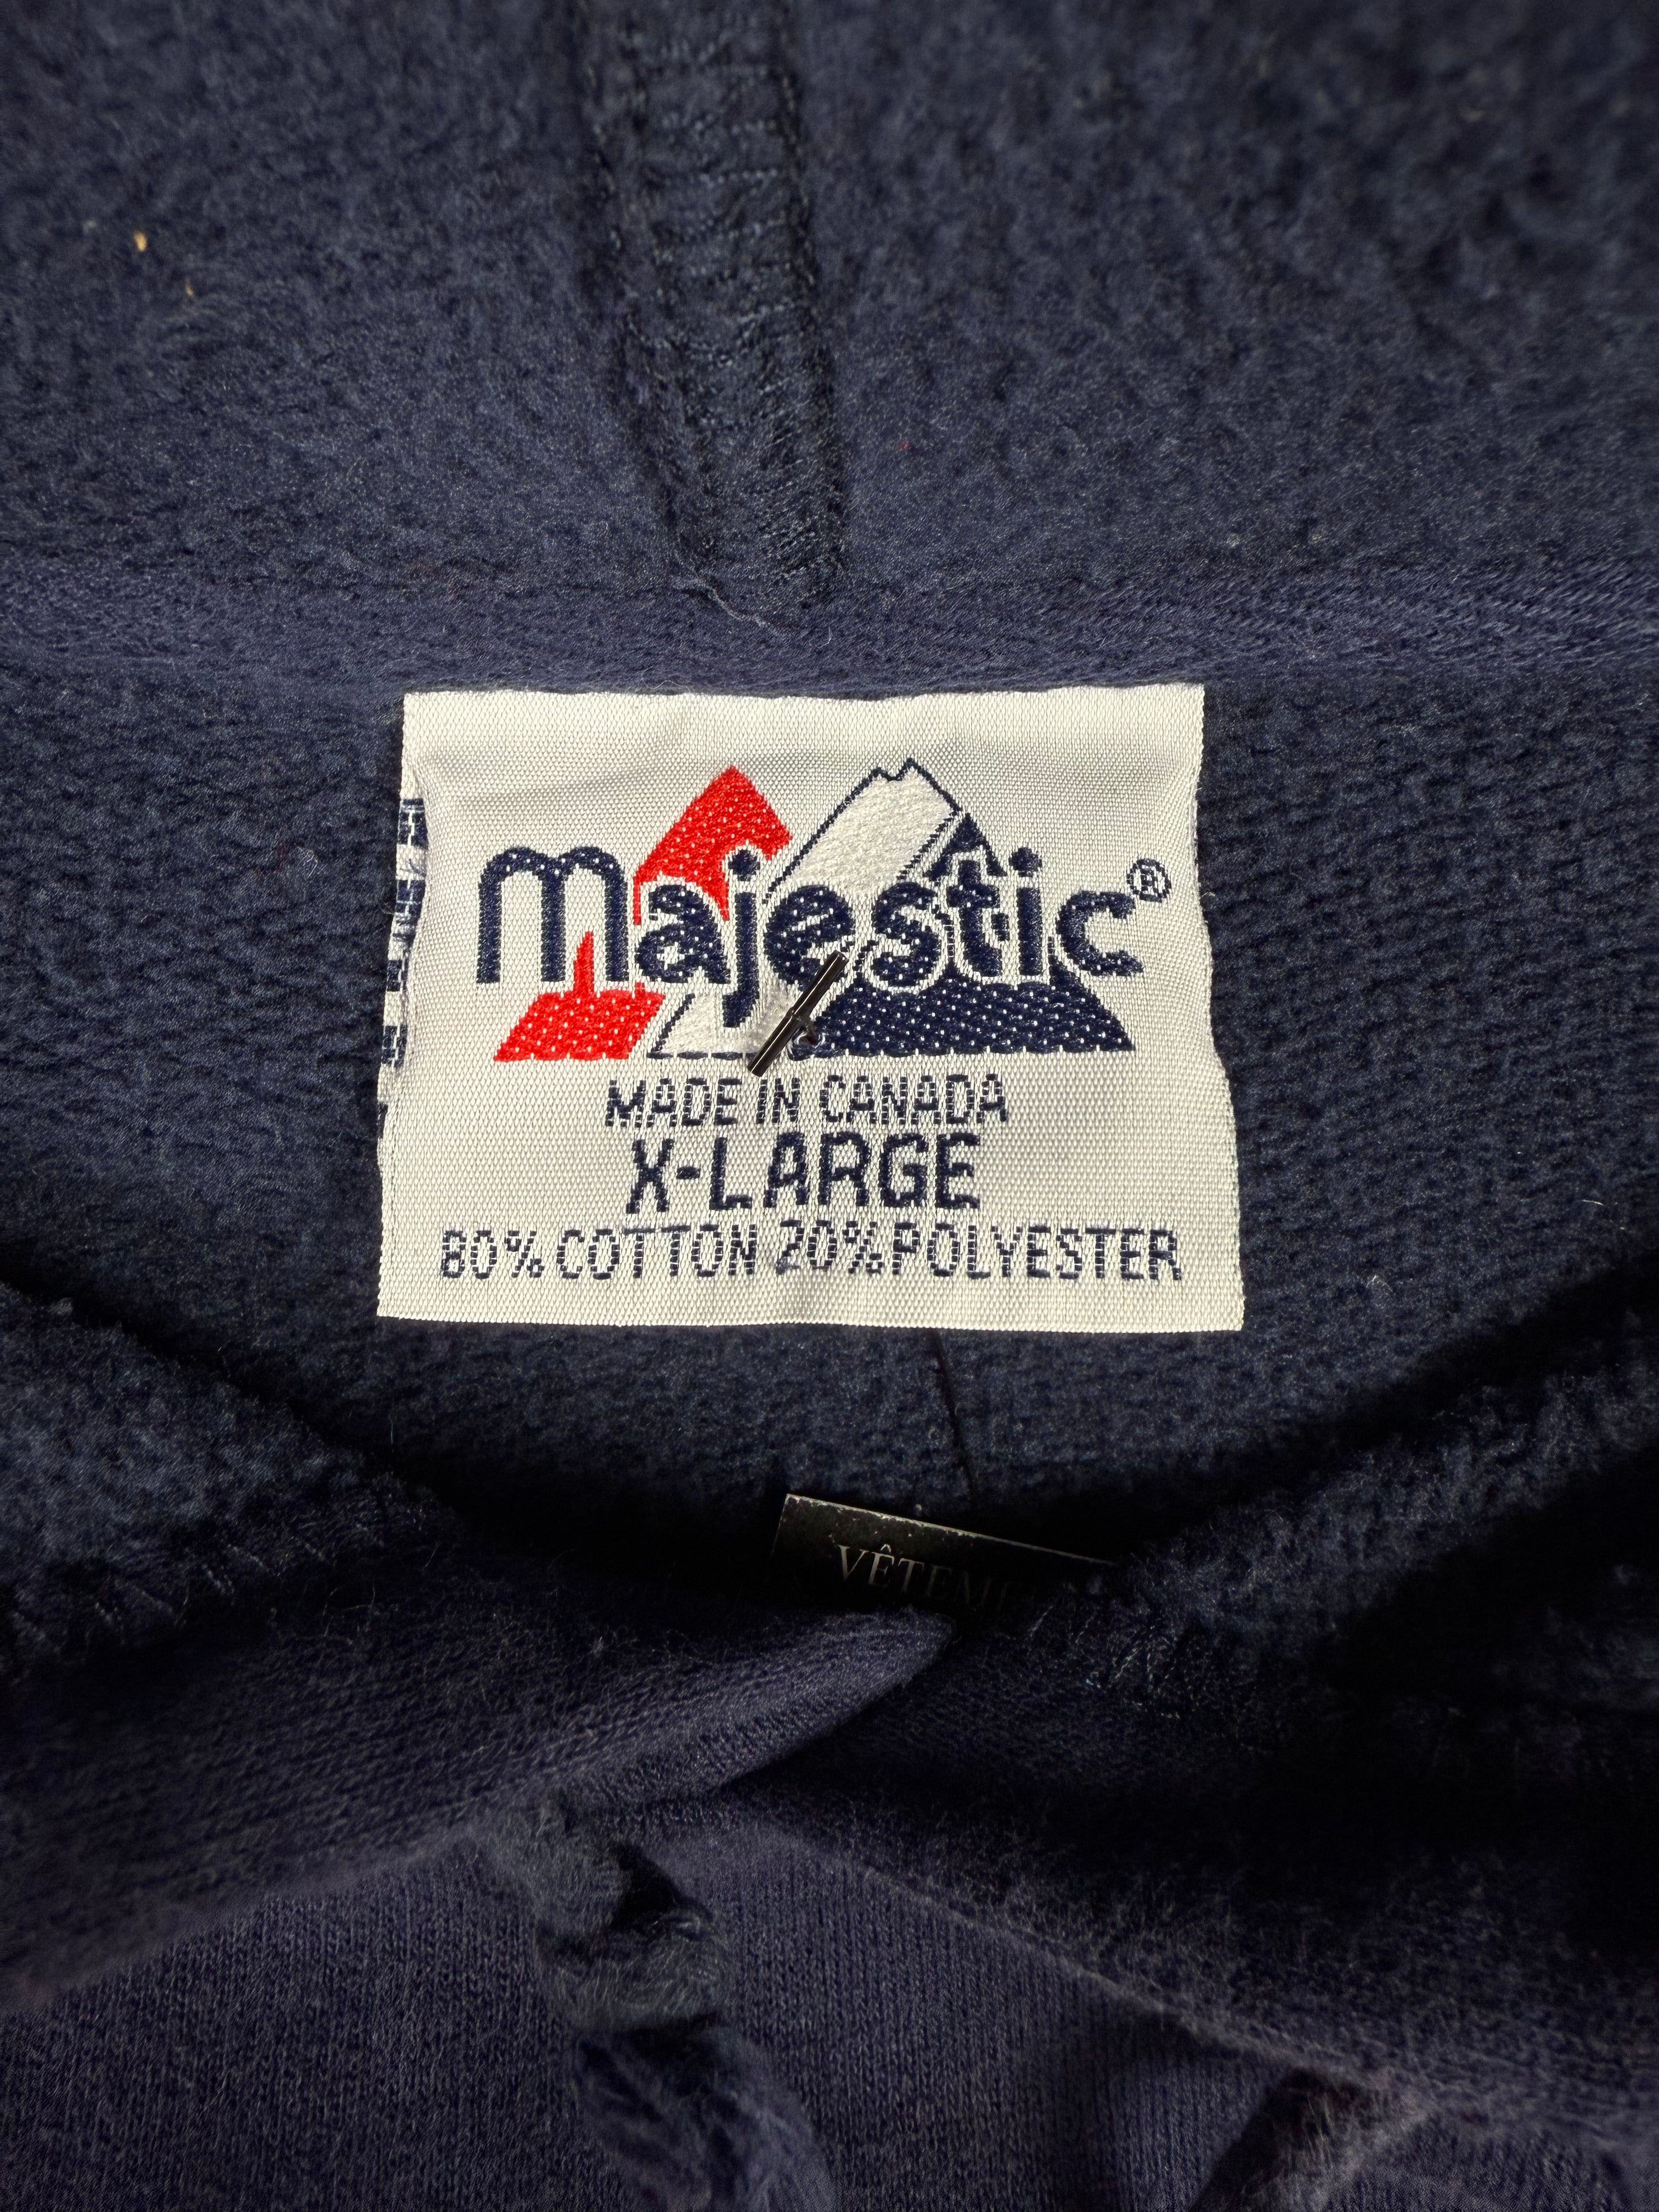 majestic®
MADE IN CANADA
X-LARGE
80% COTTON 20% POLYESTER